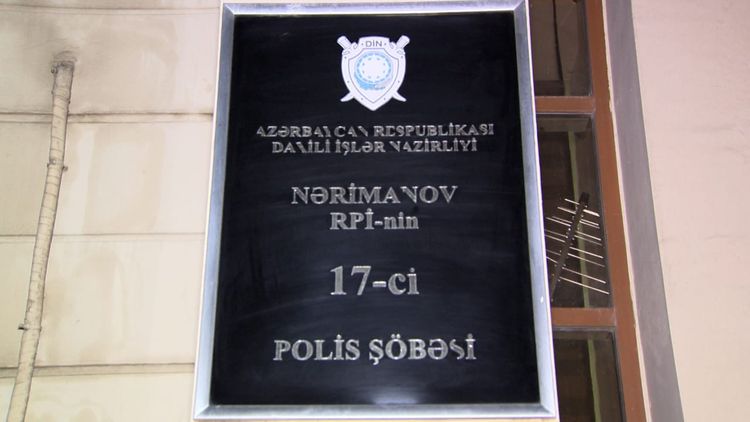 DİN
AZƏRBAYCAN RESPUBLİKASI
DAXİLİ İŞLƏR NAZİRLİYİ
NƏRİMANOV
RPİ-nin
17-ci
POLİS ŞÖBƏSİ